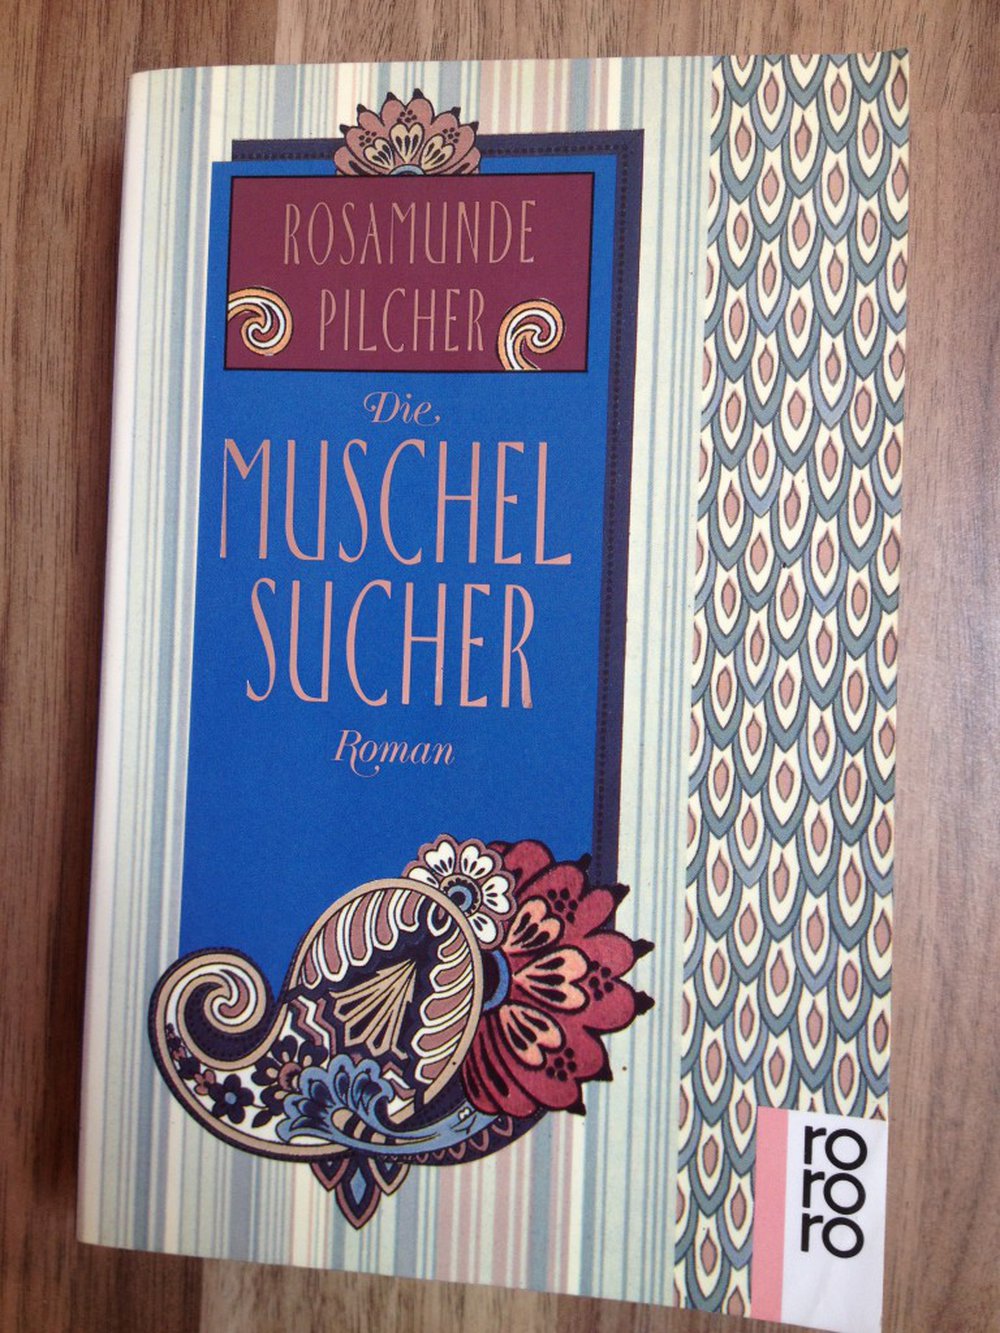 ROSAMUNDE
PILCHER
Die
MUSCHEL
SUCHER
Roman
ro
ro
ro